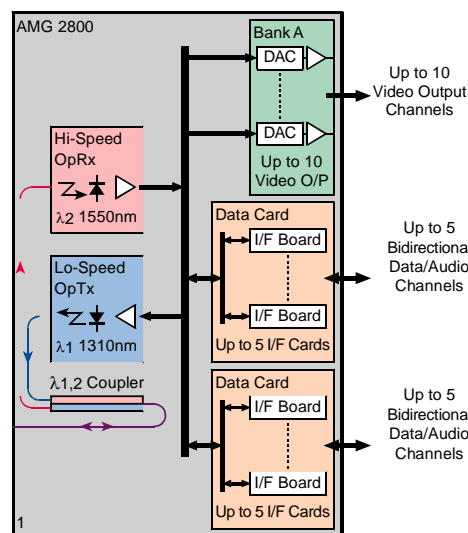 AMG 2800
Bank A
DAC
DAC
Up to 10
Video O/P
Up to 10
Video Output
Channels
Hi-Speed
OpRx
λ2 1550nm
Lo-Speed
OpTx
λ1 1310nm
λ1,2 Coupler
Data Card
I/F Board
I/F Board
Up to 5 I/F Cards
Up to 5
Bidirectiona
Data/Audio
Channels
Data Card
I/F Board
I/F Board
Up to 5 I/F Cards
Up to 5
Bidirectiona
Data/Audio
Channels
1